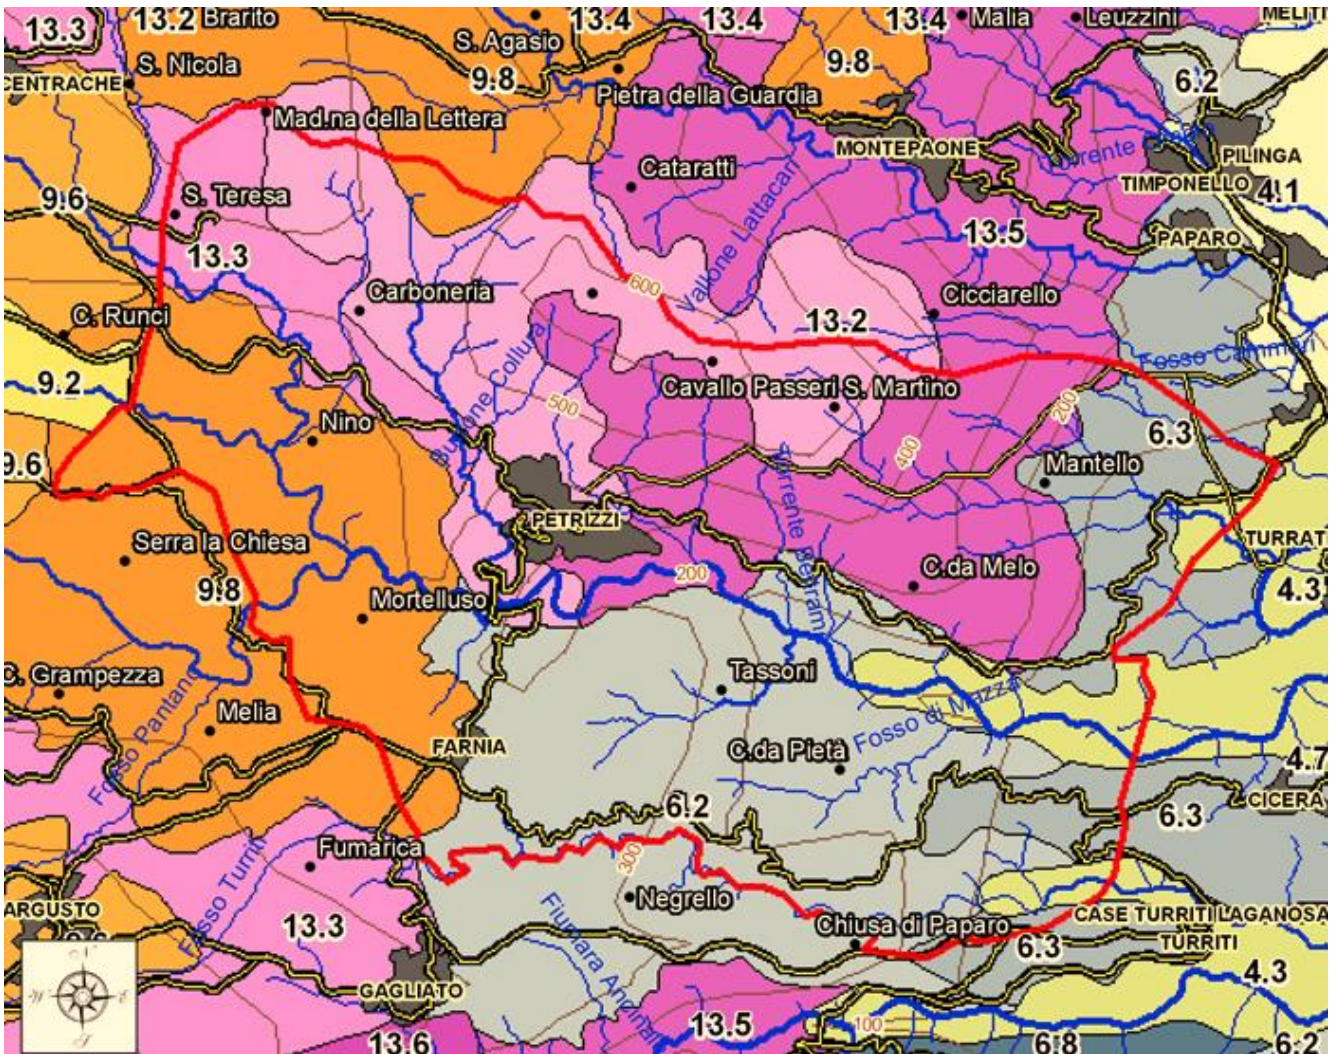 13.3
13.2 Brarito
13.4
13.4
13.4
Malia
Leuzzini
MELITI
S. Agasio
S. Nicola
CENTRACHE
9.8
9.8
6.2
Pietra della Guardia
Mad.na della Lettera
MONTEPAONE
PILINGA
TIMPONELLO
4.1
Cataratti
9.6
S. Teresa
Vallone Lattacari
13.5
PAPARO
13.3
Carboneria
600
Cicciarello
C. Runci
13.2
Fosso Cammari
9.2
Cavallo Passeri
S. Martino
500
200
Nino
6.3
400
9.6
Mantello
PETRIZZI
Serra la Chiesa
TURRAT
200
C.da Melo
9.8
Mortelluso
4.3
C. Grampezza
Tassoni
Fosso di Mazza
Fosso Pantano
Melia
FARNIA
C.da Pietà
4.7
CICERA
6.2
6.3
Fumarica
300
Fosso Turriti
Negrello
ARGUSTO
13.3
Chiusa di Paparo
CASE TURRITI
LAGANOSA
TURRITI
6.3
4.3
GAGLIATO
13.5
100
13.6
6.8
6.2